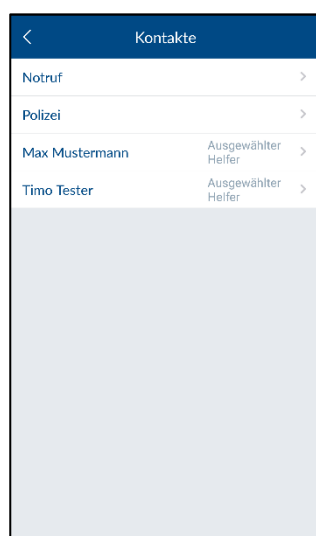 Kontakte
Notruf
Polizei
Max Mustermann
Ausgewählter
Helfer
Timo Tester
Ausgewählter
Helfer